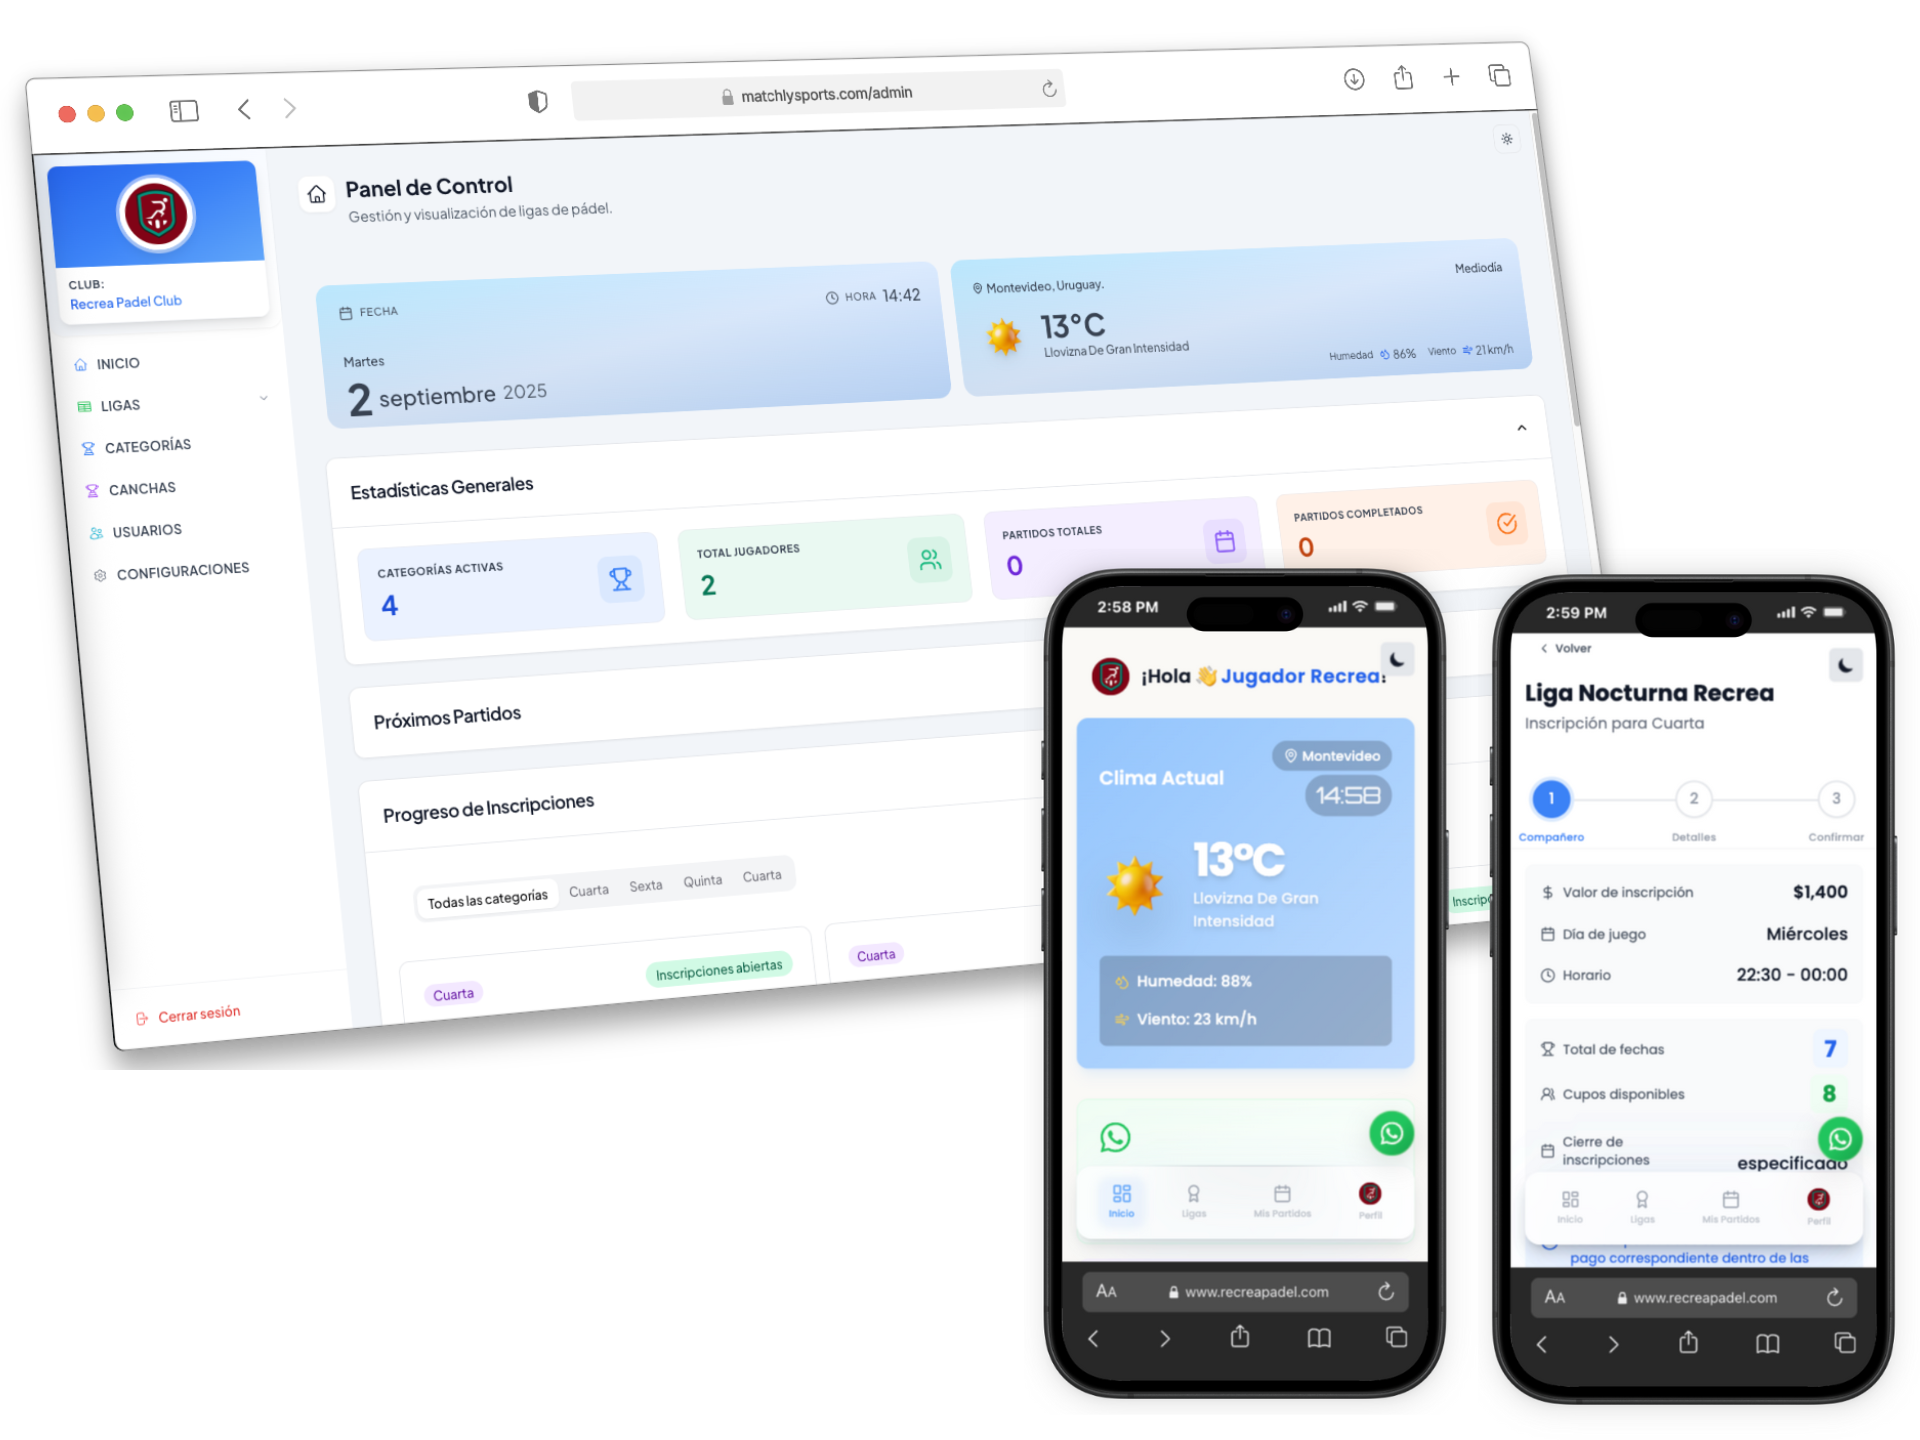 matchlysports.com/admin
Panel de Control
Gestión y visualización de ligas de pádel.
CLUB:
Recrea Padel Club
INICIO
LIGAS
CATEGORÍAS
CANCHAS
USUARIOS
CONFIGURACIONES
Cerrar sesión
FECHA
HORA 14:42
Martes
2 septiembre 2025
Montevideo, Uruguay.
Mediodía
13°C
Llovizna De Gran Intensidad
Humedad 86% Viento 21 km/h
Estadísticas Generales
CATEGORÍAS ACTIVAS
4
TOTAL JUGADORES
2
PARTIDOS TOTALES
0
PARTIDOS COMPLETADOS
0
Próximos Partidos
Progreso de Inscripciones
Todas las categorías Cuarta Sexta Quinta Cuarta
Cuarta
Inscripciones abiertas
Cuarta
2:58 PM
¡Hola 👋 Jugador Recrea!
Montevideo
Clima Actual
14:58
13°C
Llovizna De Gran
Intensidad
Humedad: 88%
Viento: 23 km/h
Inicio Ligas Mis Partidos Perfil
AA www.recreapadel.com
2:59 PM
Volver
Liga Nocturna Recrea
Inscripción para Cuarta
1 2 3
Compañero Detalles Confirmar
Valor de inscripción $1,400
Día de juego Miércoles
Horario 22:30 - 00:00
Total de fechas 7
Cupos disponibles 8
Cierre de
inscripciones
especificado
Inicio Ligas Mis Partidos Perfil
pago correspondiente dentro de las
AA www.recreapadel.com